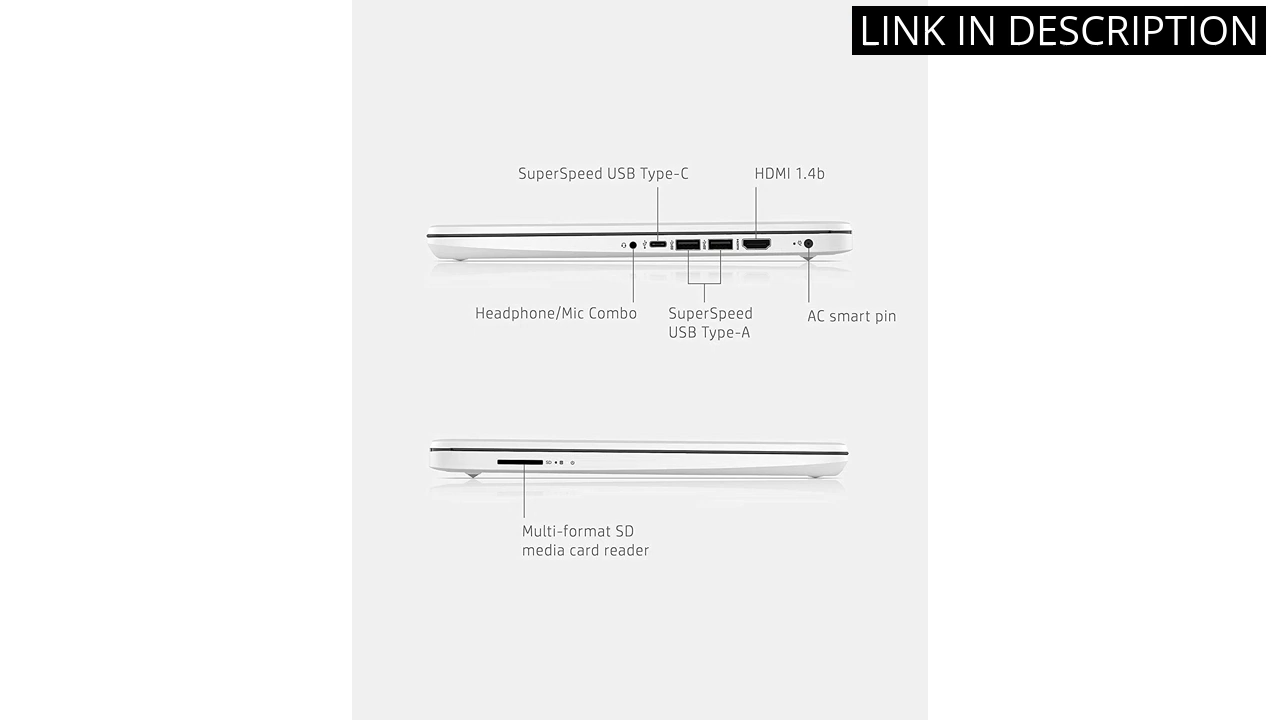 LINK IN DESCRIPTION
SuperSpeed USB Type-C
HDMI 1.4b
Headphone/Mic Combo
SuperSpeed
USB Type-A
AC smart pin
Multi-format SD
media card reader